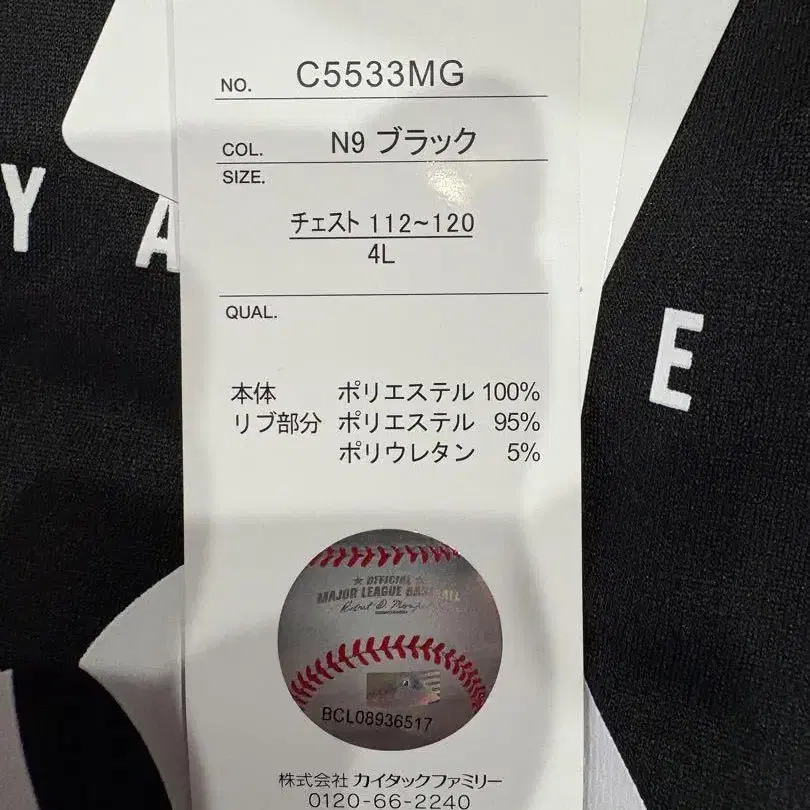 NO. C5533MG
COL. N9 ブラック
SIZE.
チェスト 112~120
4L
Y A E
QUAL.
本体 ポリエステル 100%
リブ部分 ポリエステル 95%
ポリウレタン 5%
★ OFFICIAL ★
MAJOR LEAGUE BASEBALL
BCL08936517
株式会社 カイタックファミリー
0120-66-2240